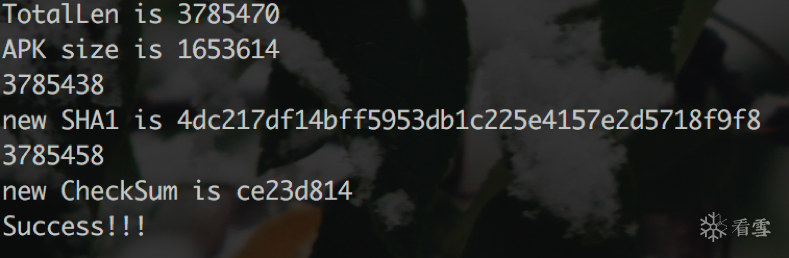 TotalLen is 3785470
APK size is 1653614
3785438
new SHA1 is 4dc217df14bff5953db1c225e4157e2d5718f9f8
3785458
new CheckSum is ce23d814
Success!!!
看雪